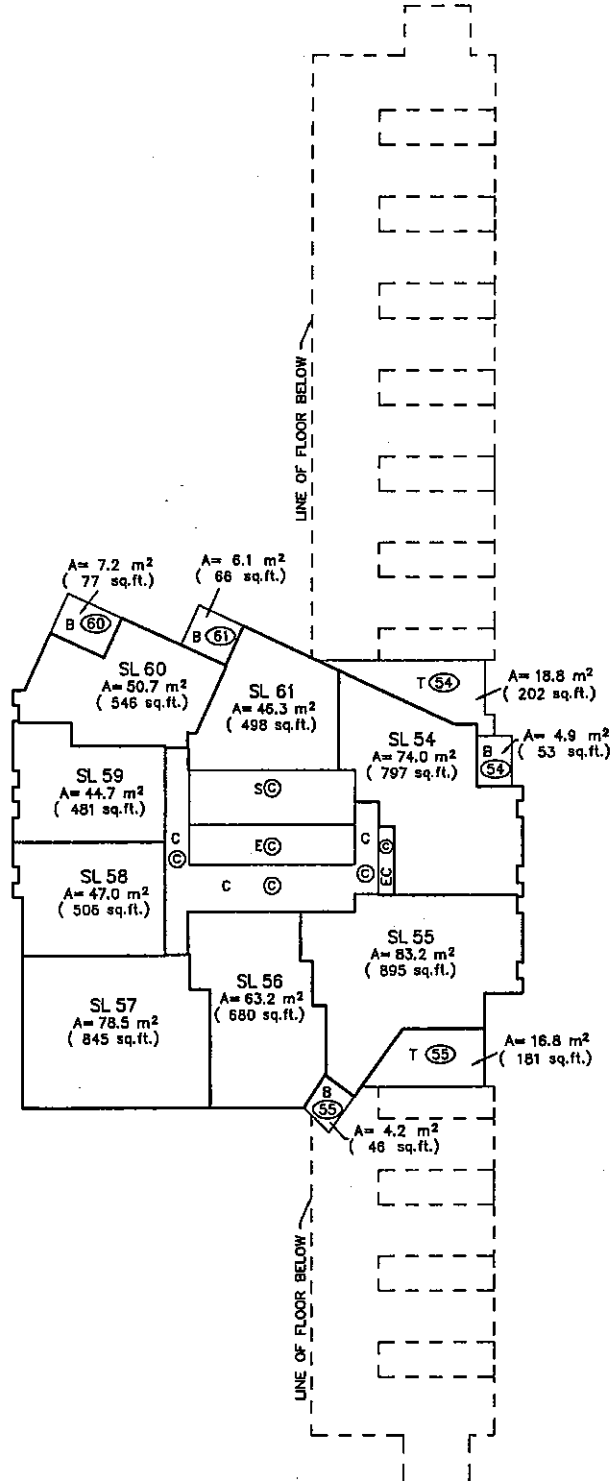 LINE OF FLOOR BELOW
A= 7.2 m²
( 77 sq.ft.)
A= 6.1 m²
( 66 sq.ft.)
B 60
B 61
SL 60
A= 50.7 m²
( 546 sq.ft.)
SL 61
A= 46.3 m²
( 498 sq.ft.)
T 54
A= 18.8 m²
( 202 sq.ft.)
SL 54
A= 74.0 m²
( 797 sq.ft.)
B
54
A= 4.9 m²
( 53 sq.ft.)
SL 59
A= 44.7 m²
( 481 sq.ft.)
S C
C
C
E C
C
C
EC C
C C
SL 58
A= 47.0 m²
( 506 sq.ft.)
SL 55
A= 83.2 m²
( 895 sq.ft.)
SL 56
A= 63.2 m²
( 680 sq.ft.)
SL 57
A= 78.5 m²
( 845 sq.ft.)
T 55
A= 16.8 m²
( 181 sq.ft.)
B
55
A= 4.2 m²
( 46 sq.ft.)
LINE OF FLOOR BELOW